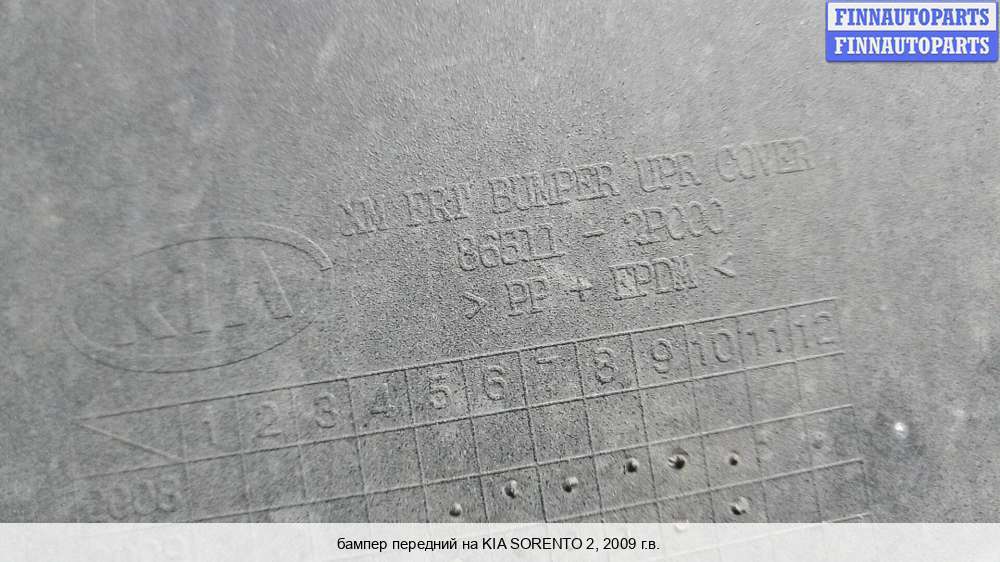 FINNAUTOPARTS
FINNAUTOPARTS
XM FRT BUMPER UPR COVER
86511 - 2P000
> PP + EPDM <
KIA
1 2 3 4 5 6 7 8 9 10 11 12
2008
бампер передний на KIA SORENTO 2, 2009 г.в.